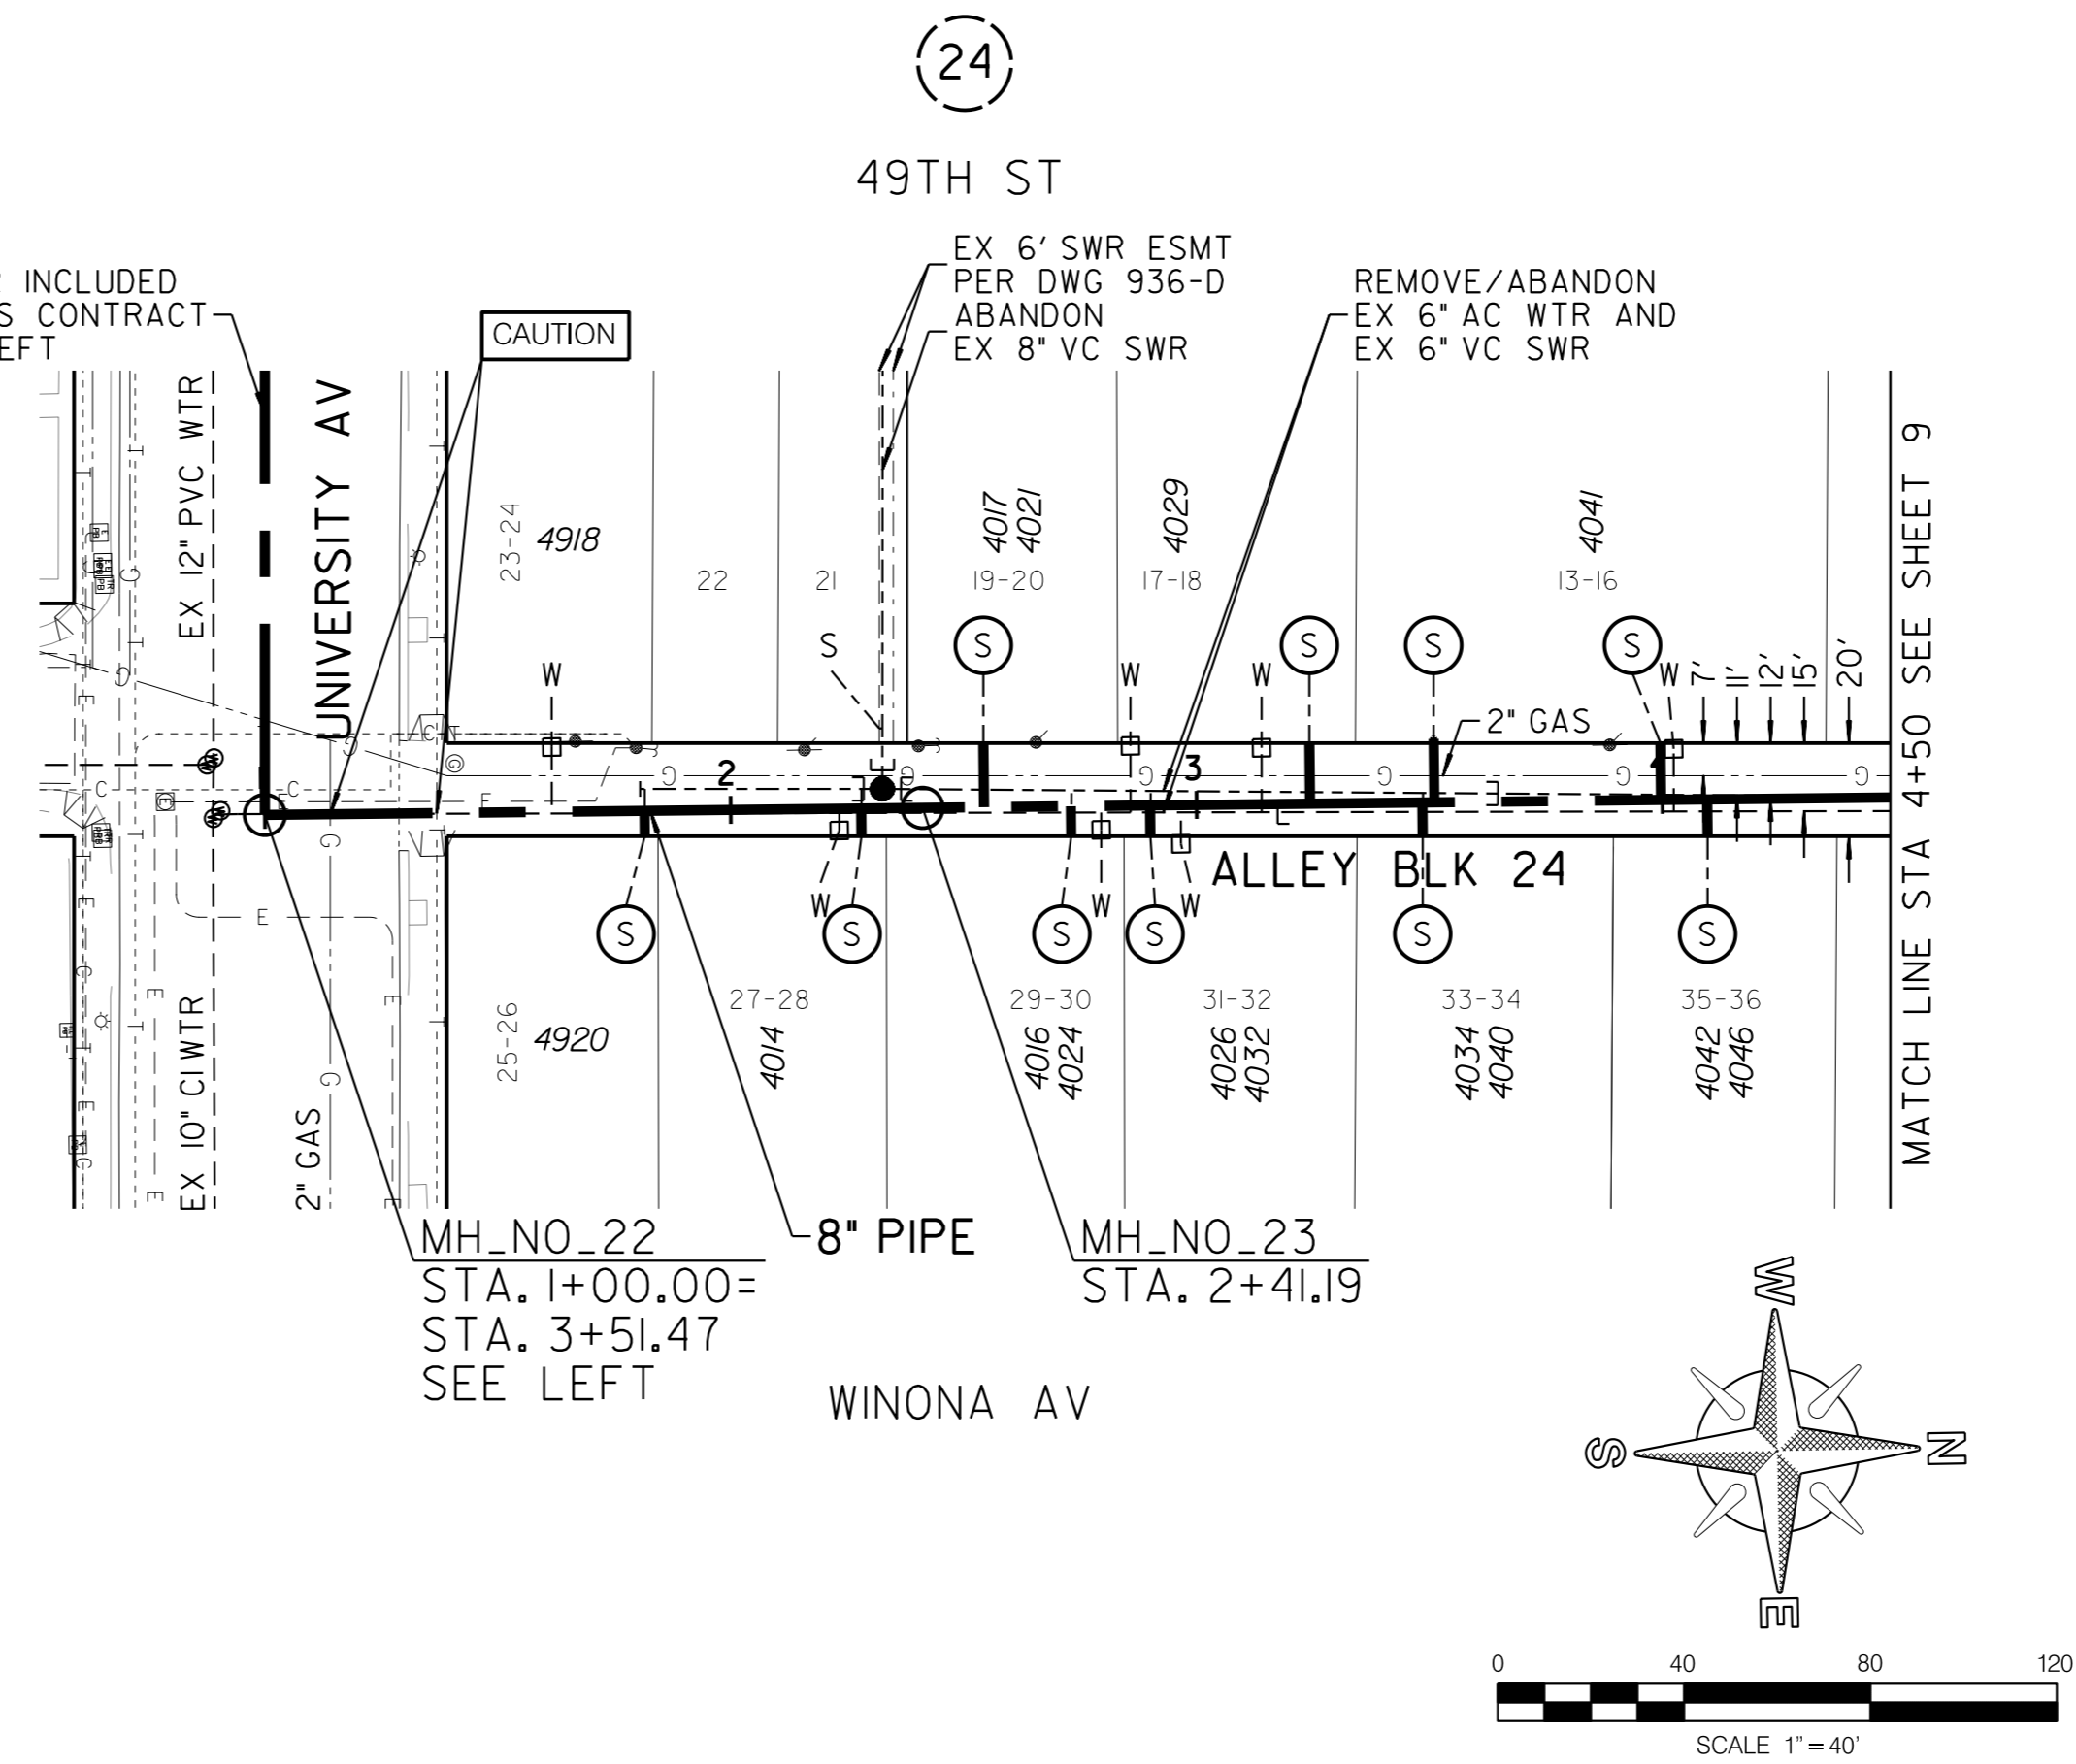 24
49TH ST
INCLUDED
S CONTRACT
EFT
CAUTION
EX 6' SWR ESMT
PER DWG 936-D
ABANDON
EX 8" VC SWR
REMOVE/ABANDON
EX 6" AC WTR AND
EX 6" VC SWR
EX 12" PVC WTR
UNIVERSITY AV
23-24
4918
22
21
4017
4021
19-20
4029
17-18
4041
13-16
S
S
S
S
S
W
W
W
W
7'
11'
12'
15'
20'
2" GAS
2
3
4
G
G
G
G
G
C
C
E
G
ALLEY BLK 24
W
W
W
S
S
S
S
S
S
MATCH LINE STA 4+50 SEE SHEET 9
EX 10" CI WTR
2" GAS
E
25-26
4920
27-28
4014
29-30
4016
4024
31-32
4026
4032
33-34
4034
4040
35-36
4042
4046
MH_NO_22
STA. 1+00.00=
STA. 3+51.47
SEE LEFT
8" PIPE
MH_NO_23
STA. 2+41.19
WINONA AV
W
S
N
E
0 40 80 120
SCALE 1"=40'